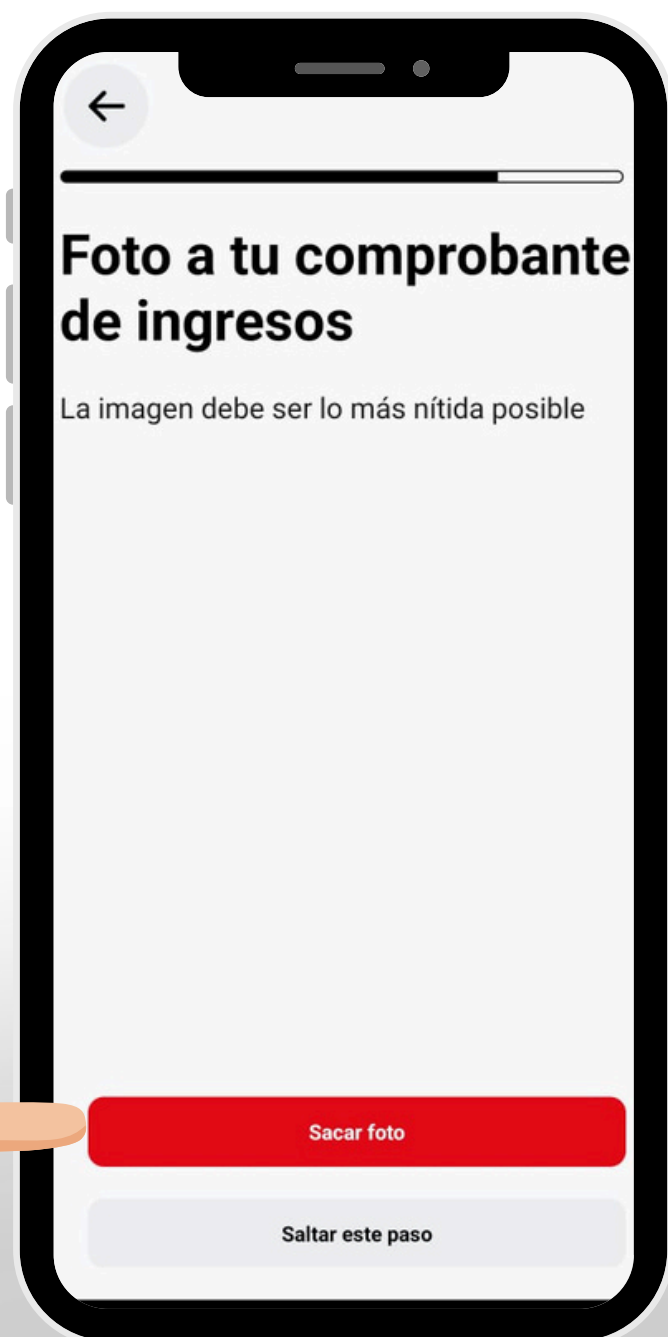 Foto a tu comprobante
de ingresos
La imagen debe ser lo más nítida posible
Sacar foto
Saltar este paso